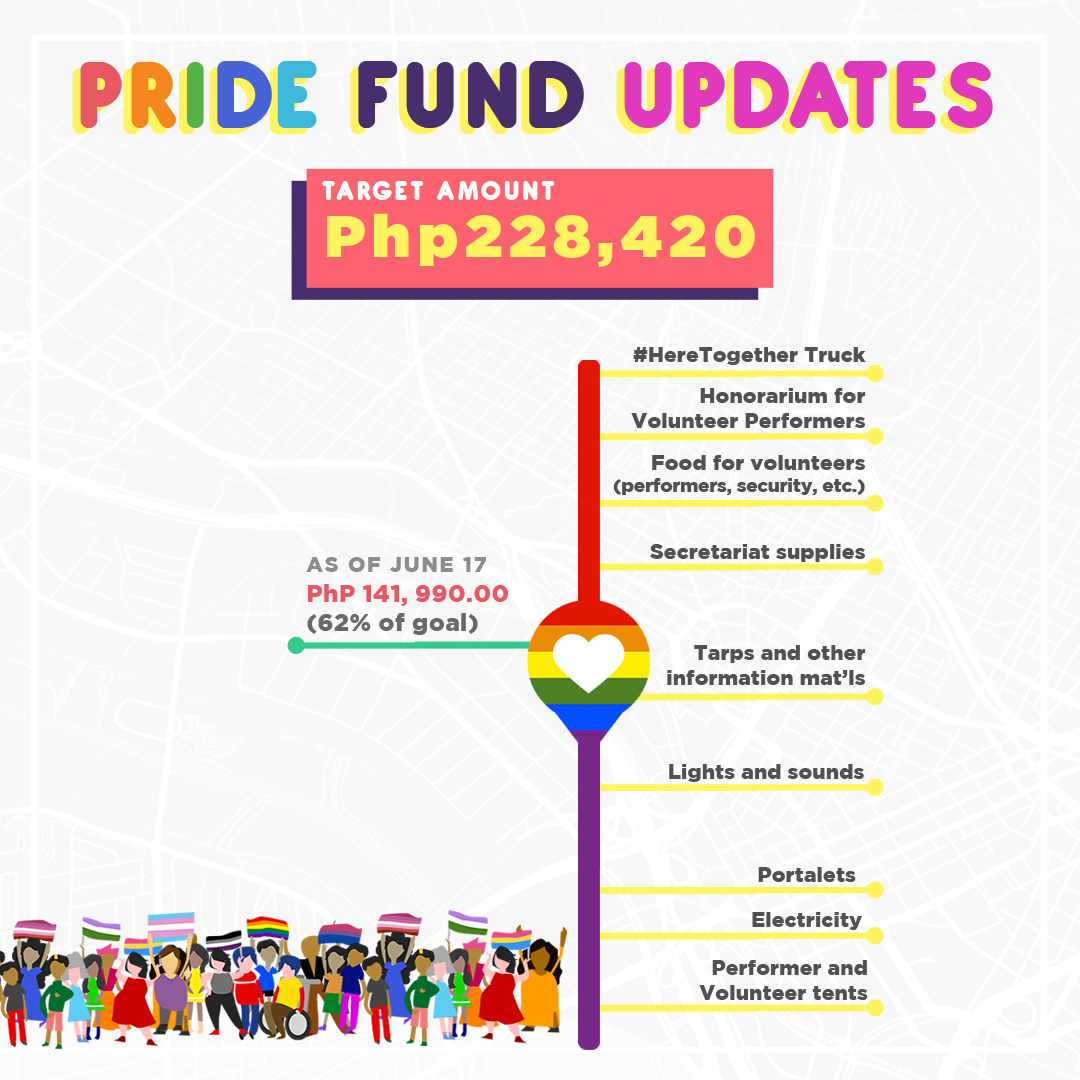 PRIDE FUND UPDATES
TARGET AMOUNT
Php228,420
#HereTogether Truck
Honorarium for
Volunteer Performers
Food for volunteers
(performers, security, etc.)
Secretariat supplies
AS OF JUNE 17
PhP 141, 990.00
(62% of goal)
Tarps and other
information mat’ls
Lights and sounds
Portalets
Electricity
Performer and
Volunteer tents